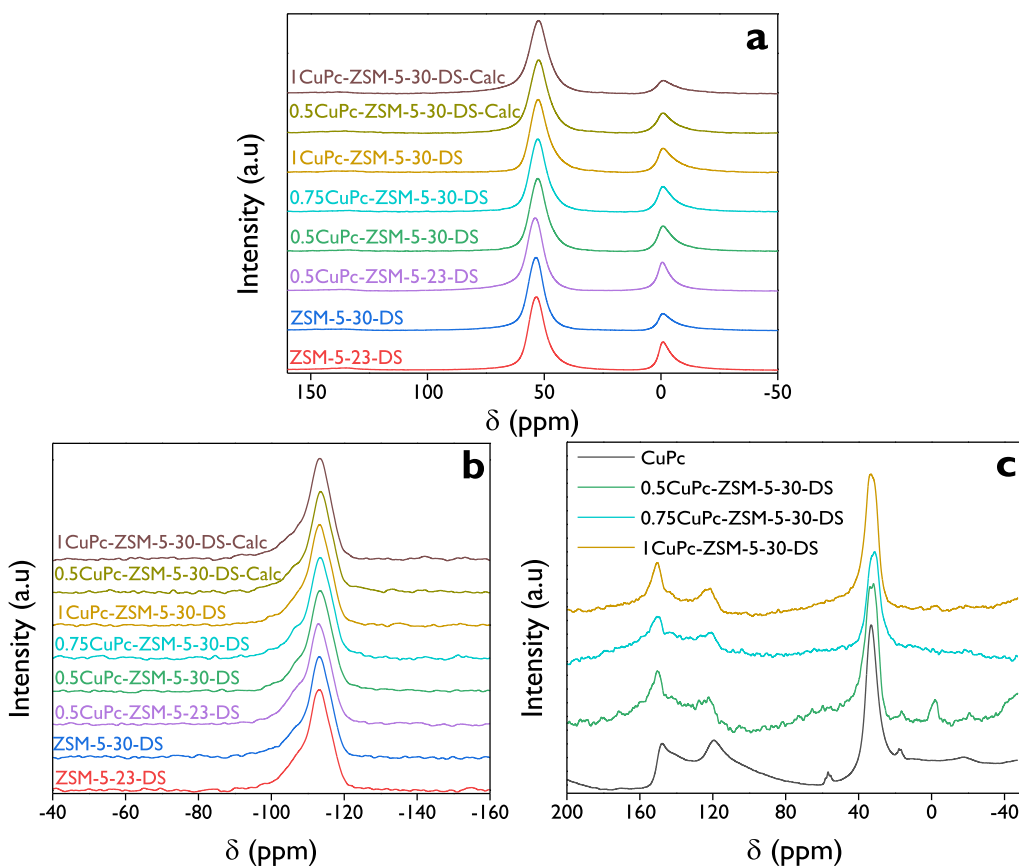 a
Intensity (a.u)
1CuPc-ZSM-5-30-DS-Calc
0.5CuPc-ZSM-5-30-DS-Calc
1CuPc-ZSM-5-30-DS
0.75CuPc-ZSM-5-30-DS
0.5CuPc-ZSM-5-30-DS
0.5CuPc-ZSM-5-23-DS
ZSM-5-30-DS
ZSM-5-23-DS
150 100 50 0 -50
δ (ppm)
b
Intensity (a.u)
1CuPc-ZSM-5-30-DS-Calc
0.5CuPc-ZSM-5-30-DS-Calc
1CuPc-ZSM-5-30-DS
0.75CuPc-ZSM-5-30-DS
0.5CuPc-ZSM-5-30-DS
0.5CuPc-ZSM-5-23-DS
ZSM-5-30-DS
ZSM-5-23-DS
-40 -60 -80 -100 -120 -140 -160
δ (ppm)
c
Intensity (a.u)
CuPc
0.5CuPc-ZSM-5-30-DS
0.75CuPc-ZSM-5-30-DS
1CuPc-ZSM-5-30-DS
200 160 120 80 40 0 -40
δ (ppm)